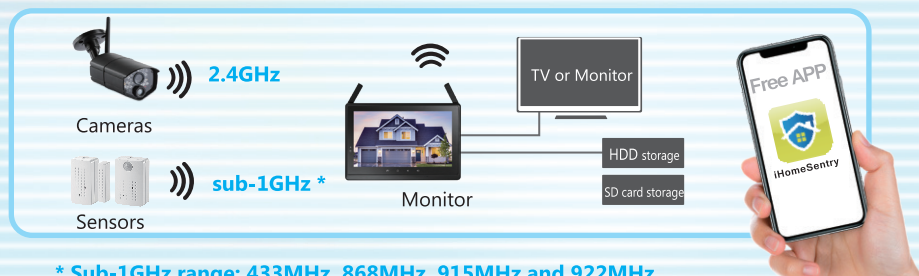 2.4GHz
TV or Monitor
Free APP
Cameras
HDD storage
iHomeSentry
sub-1GHz *
SD card storage
Monitor
Sensors
* Sub-1GHz range: 433MHz, 868MHz, 915MHz and 922MHz